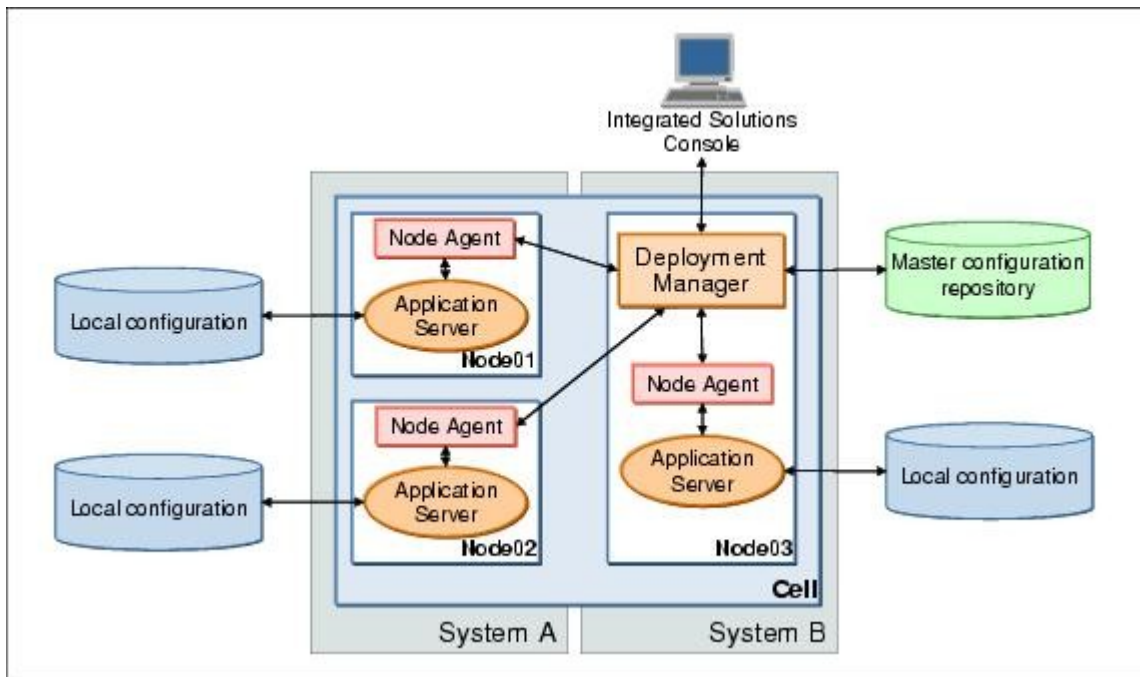 Integrated Solutions
Console
Node Agent
Application
Server
Node01
Local configuration
Deployment
Manager
Master configuration
repository
Node Agent
Application
Server
Node02
Local configuration
Node Agent
Application
Server
Node03
Local configuration
Cell
System A
System B